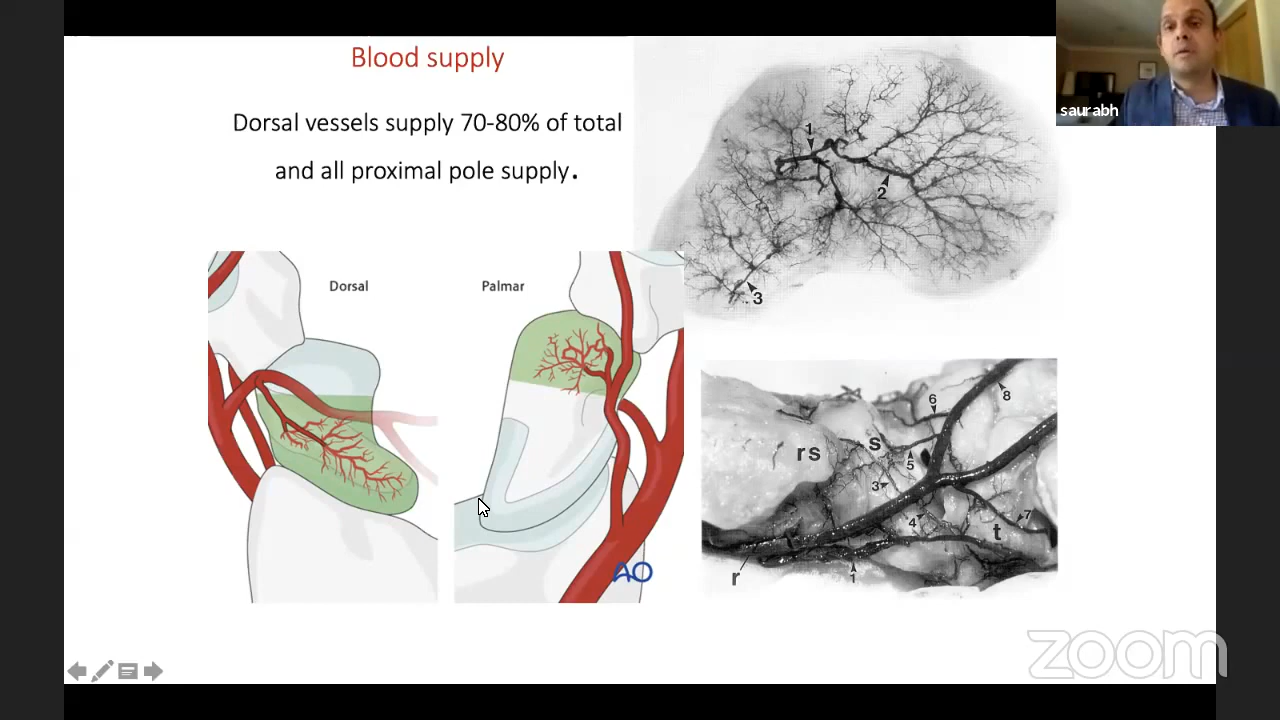 Blood supply
saurabh
Dorsal vessels supply 70-80% of total
and all proximal pole supply.
1
2
3
Dorsal
Palmar
AO
6
8
rs
s
5
3
4
7
t
r
1
zoom